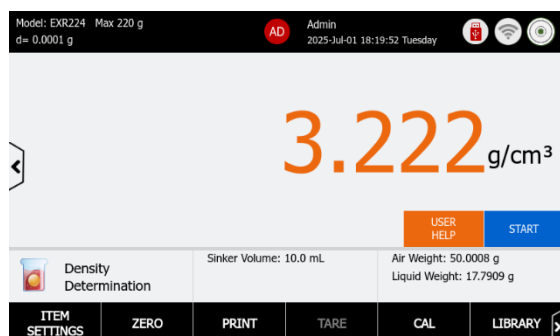 Model: EXR224 Max 220 g
d= 0.0001 g
AD
Admin
2025-Jul-01 18:19:52 Tuesday
3.222 g/cm³
USER
HELP
START
Density
Determination
Sinker Volume: 10.0 mL
Air Weight: 50.0008 g
Liquid Weight: 17.7909 g
ITEM
SETTINGS
ZERO
PRINT
TARE
CAL
LIBRARY